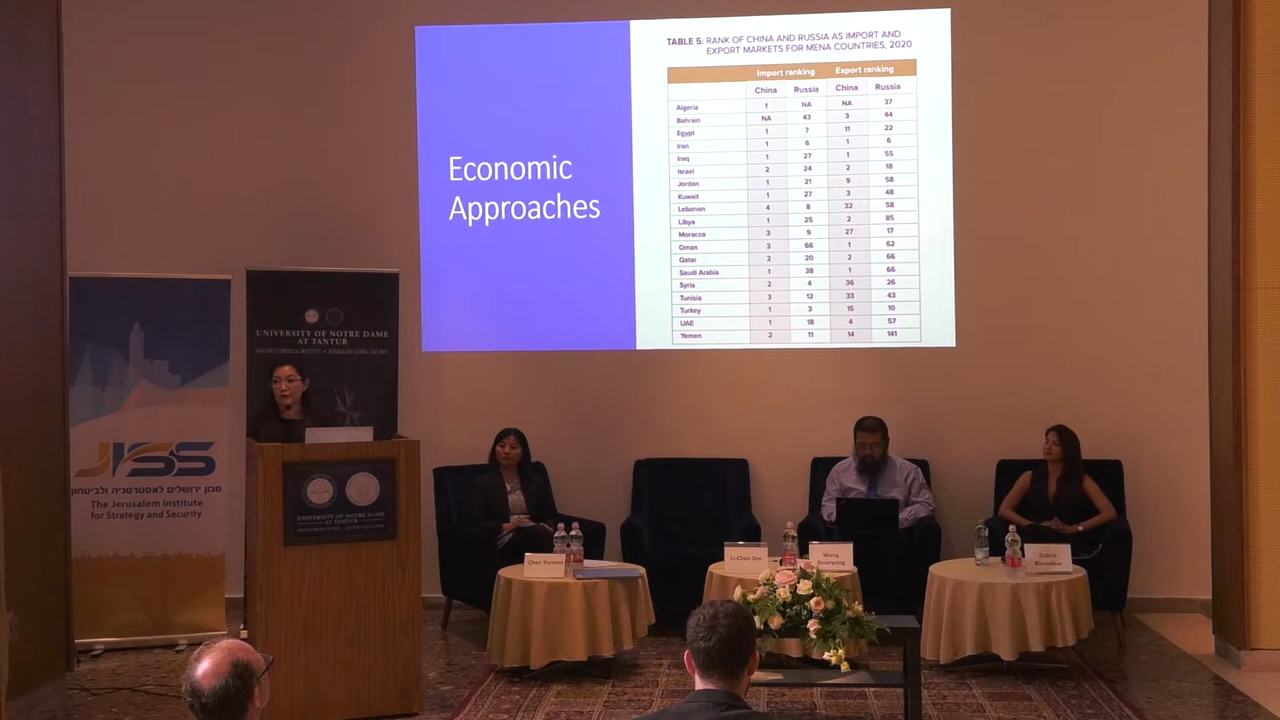 Economic
Approaches
TABLE 5: RANK OF CHINA AND RUSSIA AS IMPORT AND
EXPORT MARKETS FOR MENA COUNTRIES, 2020
Import ranking Export ranking
China Russia China Russia
Algeria 1 NA NA 37
Bahrain NA 43 3 44
Egypt 1 7 11 22
Iran 1 6 1 6
Iraq 1 27 1 55
Israel 2 24 2 18
Jordan 1 21 9 58
Kuwait 1 27 3 48
Lebanon 4 8 32 58
Libya 1 25 2 85
Morocco 3 9 27 17
Oman 3 66 1 62
Qatar 2 20 2 66
Saudi Arabia 1 38 1 66
Syria 2 4 36 26
Tunisia 3 12 33 43
Turkey 1 3 15 10
UAE 1 18 4 57
Yemen 2 11 14 141
UNIVERSITY OF NOTRE DAME
AT TANTUR
JISS
מכון ירושלים לאסטרטגיה ולביטחון
The Jerusalem Institute
for Strategy and Security
UNIVERSITY OF NOTRE DAME
AT TANTUR
Chen Yunnan
Li-Chen Sim
Wang